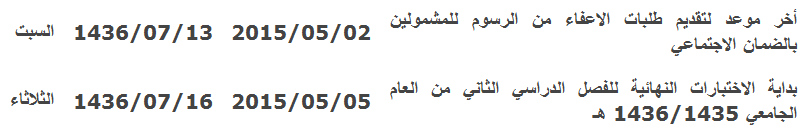 أخر موعد لتقديم طلبات الاعفاء من الرسوم للمشمولين 2015/05/02 1436/07/13 السبت
بالضمان الاجتماعي
بداية الاختبارات النهائية للفصل الدراسي الثاني من العام 2015/05/05 1436/07/16 الثلاثاء
الجامعي 1436/1435 هـ